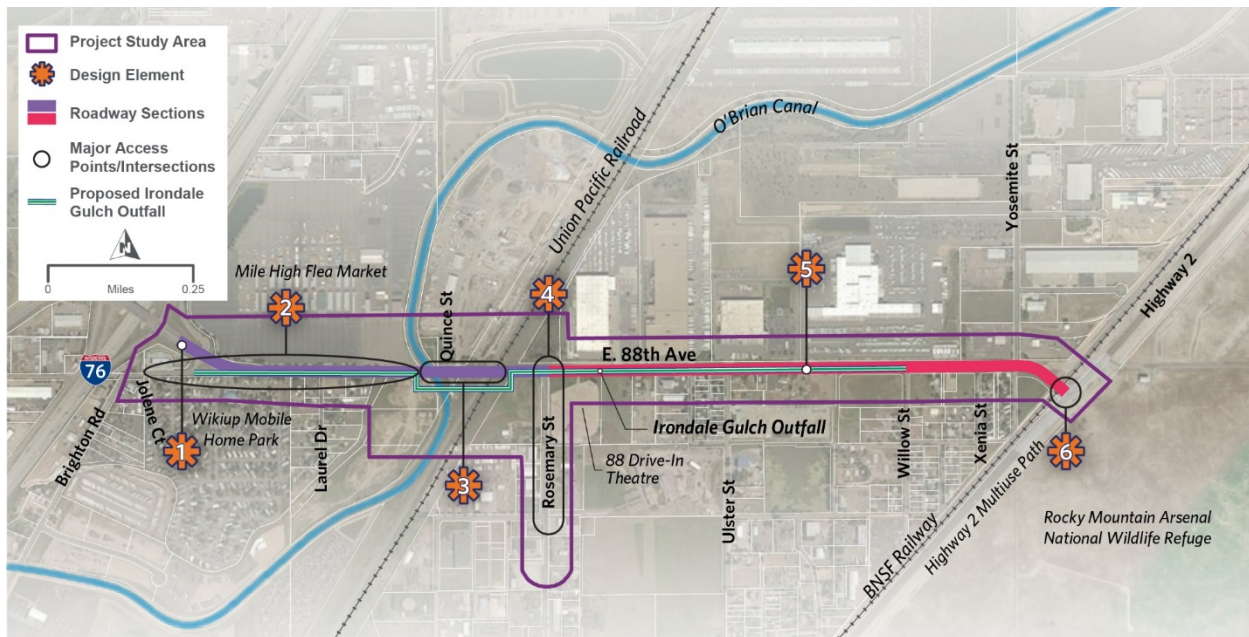 Project Study Area
Design Element
Roadway Sections
Major Access
Points/Intersections
Proposed Irondale
Gulch Outfall
N
0 Miles 0.25
Mile High Flea Market
2
Quince St
Union Pacific Railroad
4
O'Brian Canal
5
Yosemite St
Highway 2
INTERSTATE
76
E. 88th Ave
Brighton Rd
Jolene Ct
1
Wikiup Mobile
Home Park
Laurel Dr
3
Rosemary St
Irondale Gulch Outfall
88 Drive-In
Theatre
Ulster St
Willow St
Xenia St
6
BNSF Railway
Highway 2 Multiuse Path
Rocky Mountain Arsenal
National Wildlife Refuge